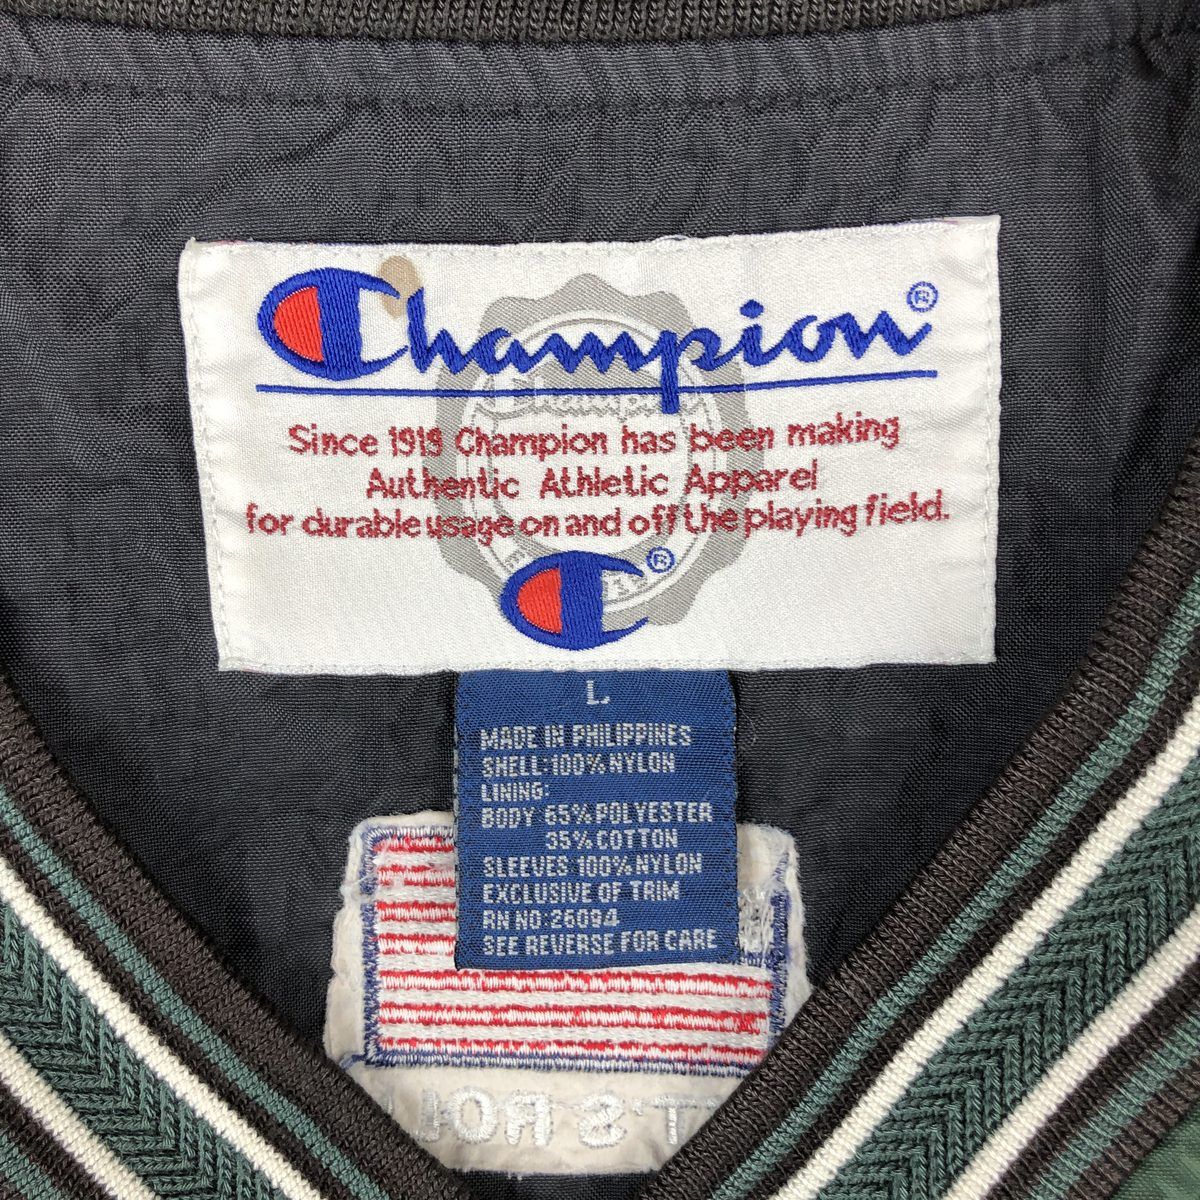 Champion®
Champion
Since 1919 Champion has been making
Authentic Athletic Apparel
for durable usage on and off the playing field.
®
L
MADE IN PHILIPPINES
SHELL:100% NYLON
LINING:
BODY 65% POLYESTER
35% COTTON
SLEEVES 100% NYLON
EXCLUSIVE OF TRIM
RN NO:26094
SEE REVERSE FOR CARE